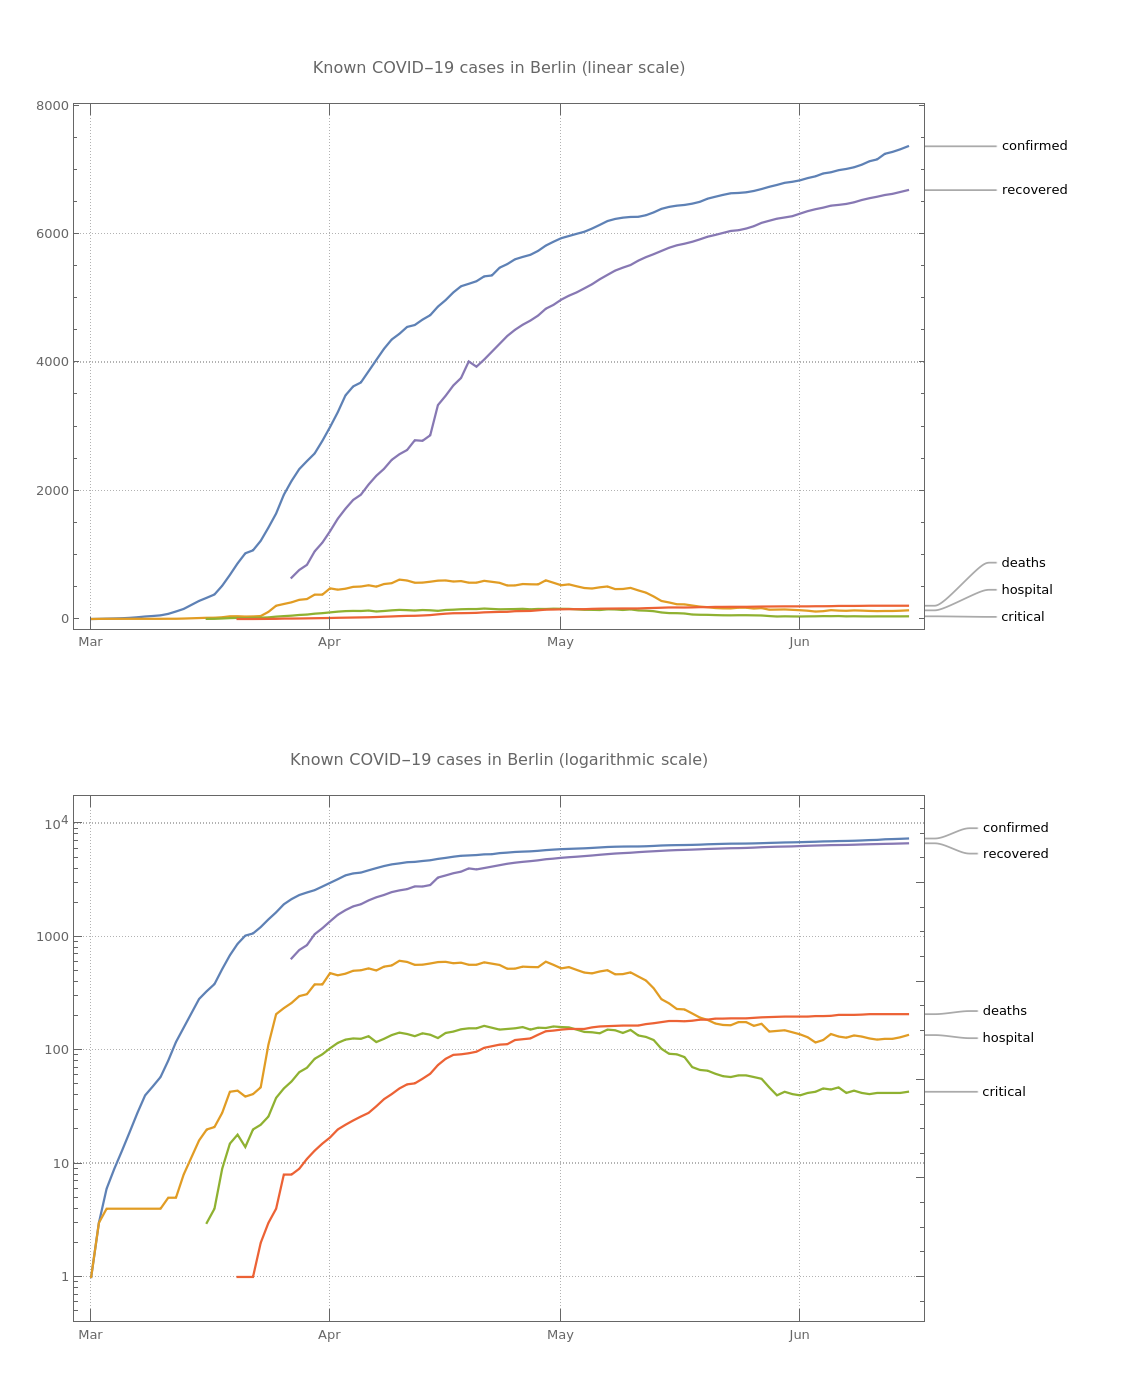 Known COVID‒19 cases in Berlin (linear scale)
8000
6000
4000
2000
0
Mar Apr May Jun
confirmed
recovered
deaths
hospital
critical
Known COVID‒19 cases in Berlin (logarithmic scale)
10⁴
1000
100
10
1
Mar Apr May Jun
confirmed
recovered
deaths
hospital
critical